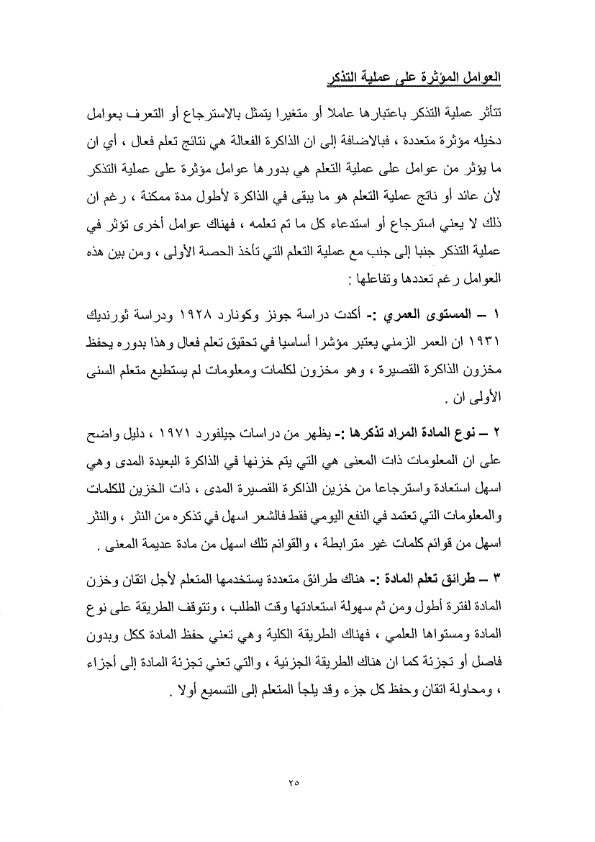 العوامل المؤثرة على عملية التذكر
تتأثر عملية التذكر باعتبارها عاملا أو متغيرا يتمثل بالاسترجاع أو التعرف بعوامل
دخيله مؤثرة متعددة ، فبالاضافة إلى ان الذاكرة الفعالة هي نتائج تعلم فعال ، أي ان
ما يؤثر من عوامل على عملية التعلم هي بدورها عوامل مؤثرة على عملية التذكر
لأن عائد أو ناتج عملية التعلم هو ما يبقى في الذاكرة لأطول مدة ممكنة ، رغم ان
ذلك لا يعني استرجاع أو استدعاء كل ما تم تعلمه ، فهناك عوامل أخرى تؤثر في
عملية التذكر جنبا إلى جنب مع عملية التعلم التي تأخذ الحصة الأولى ، ومن بين هذه
العوامل رغم تعددها وتفاعلها :
١ – المستوى العمري :- أكدت دراسة جونز وكونارد ١٩٢٨ ودراسة ثورنديك
١٩٣١ ان العمر الزمني يعتبر مؤشرا أساسيا في تحقيق تعلم فعال وهذا بدوره يحفظ
مخزون الذاكرة القصيرة ، وهو مخزون لكلمات ومعلومات لم يستطيع متعلم السنى
الأولى ان .
٢ – نوع المادة المراد تذكرها :- يظهر من دراسات جيلفورد ١٩٧١ ، دليل واضح
على ان المعلومات ذات المعنى هي التي يتم خزنها في الذاكرة البعيدة المدى وهي
اسهل استعادة واسترجاعا من خزين الذاكرة القصيرة المدى ، ذات الخزين للكلمات
والمعلومات التي تعتمد في النفع اليومي فقط فالشعر اسهل في تذكره من النثر ، والنثر
اسهل من قوائم كلمات غير مترابطة ، والقوائم تلك اسهل من مادة عديمة المعنى .
٣ – طرائق تعلم المادة :- هناك طرائق متعددة يستخدمها المتعلم لأجل اتقان وخزن
المادة لفترة أطول ومن ثم سهولة استعادتها وقت الطلب ، وتتوقف الطريقة على نوع
المادة ومستواها العلمي ، فهناك الطريقة الكلية وهي تعني حفظ المادة ككل وبدون
فاصل أو تجزئة كما ان هناك الطريقة الجزئية ، والتي تعني تجزئة المادة إلى أجزاء
، ومحاولة اتقان وحفظ كل جزء وقد يلجأ المتعلم إلى التسميع أولا .
٢٥